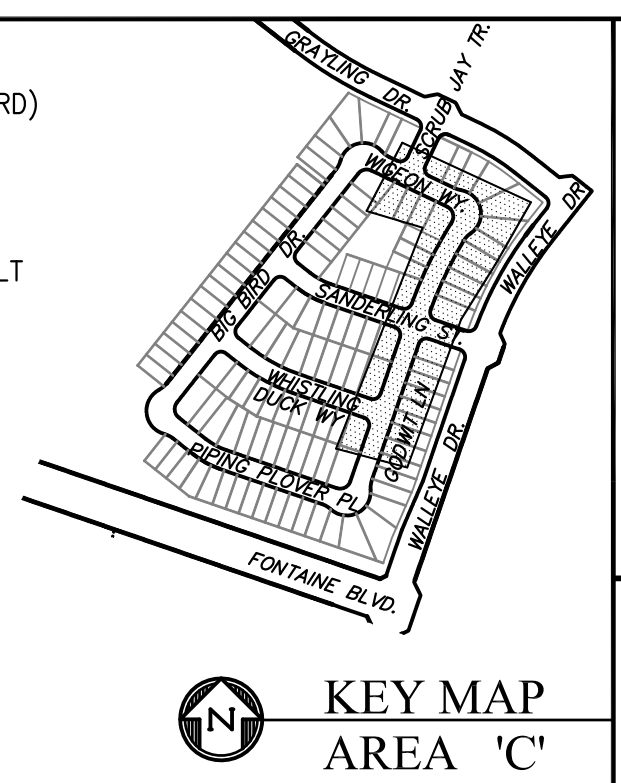 RD)
LT
GRAYLING DR.
SCRUB JAY TR.
WIGEON WY.
WALLEYE DR
BIG BIRD DR.
SANDERLING ST.
WHISTLING
DUCK WY
GODWIT LN
PIPING PLOVER PL
WALLEYE DR.
FONTAINE BLVD.
N
KEY MAP
AREA 'C'